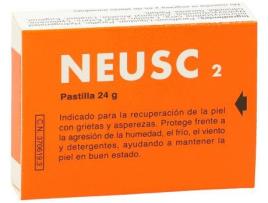 NEUSC 2
Pastilla 24 g
Indicado para la recuperación de la piel
con grietas y asperezas. Protege frente a
la agresión de la humedad, el frío, el viento
y detergentes, ayudando a mantener la
piel en buen estado.